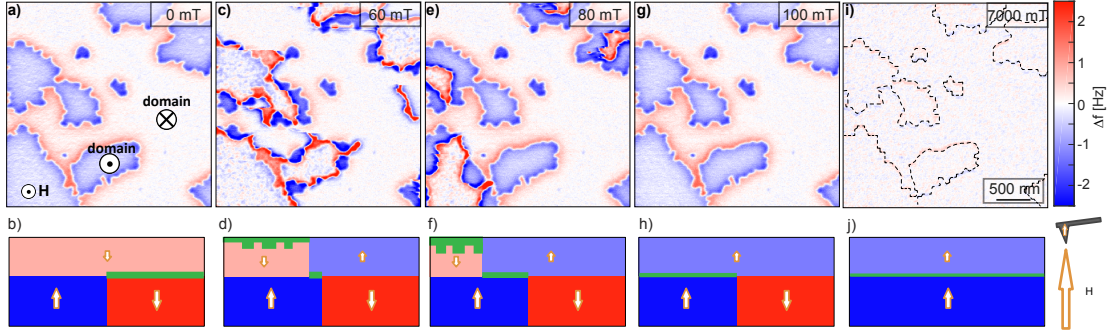 a) 0 mT c) 60 mT e) 80 mT g) 100 mT i) 7000 mT
domain
domain
H
500 nm
2
1
0
-1
-2
Δf [Hz]
b) d) f) h) j)
H